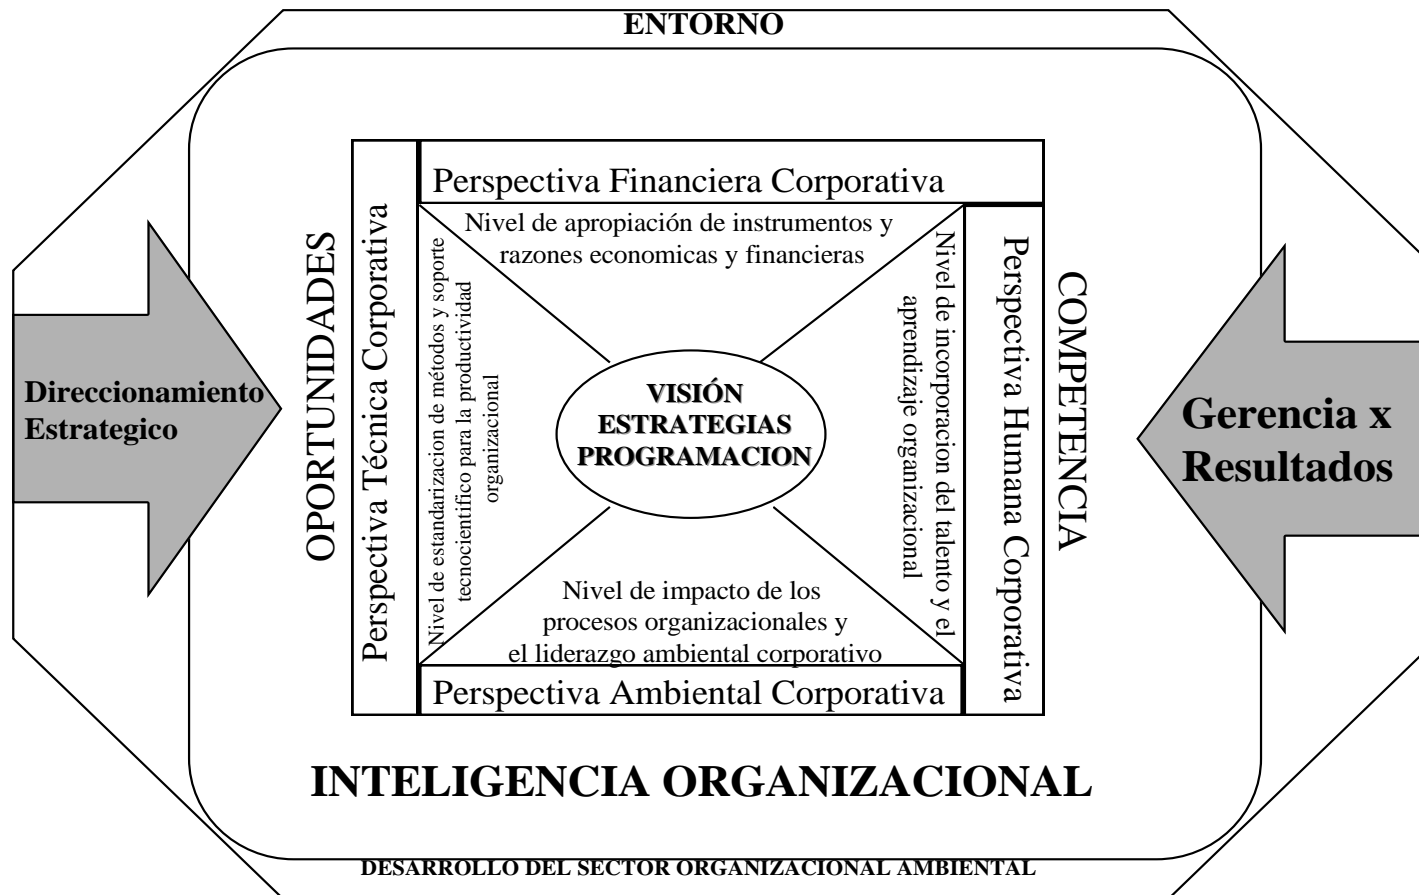 ENTORNO
Perspectiva Financiera Corporativa
Nivel de apropiación de instrumentos y
razones economicas y financieras
OPORTUNIDADES
Perspectiva Técnica Corporativa
Nivel de estandarizacion de métodos y soporte
tecnocientifico para la productividad
organizacional
Direccionamiento
Estrategico
VISIÓN
ESTRATEGIAS
PROGRAMACION
Nivel de incorporacion del talento y el
aprendizaje organizacional
Perspectiva Humana Corporativa
COMPETENCIA
Gerencia x
Resultados
Nivel de impacto de los
procesos organizacionales y
el liderazgo ambiental corporativo
Perspectiva Ambiental Corporativa
INTELIGENCIA ORGANIZACIONAL
DESARROLLO DEL SECTOR ORGANIZACIONAL AMBIENTAL